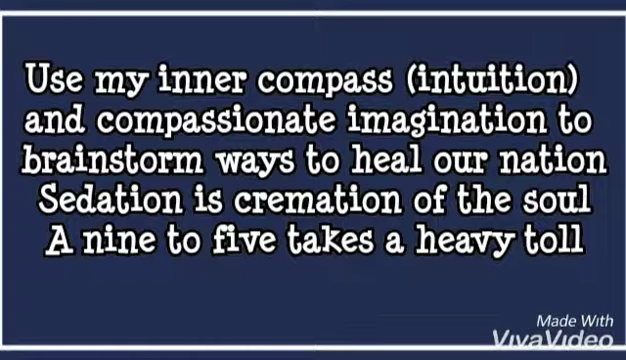 Use my inner compass (intuition)
and compassionate imagination to
brainstorm ways to heal our nation
Sedation is cremation of the soul
A nine to five takes a heavy toll
Made With
VivaVideo